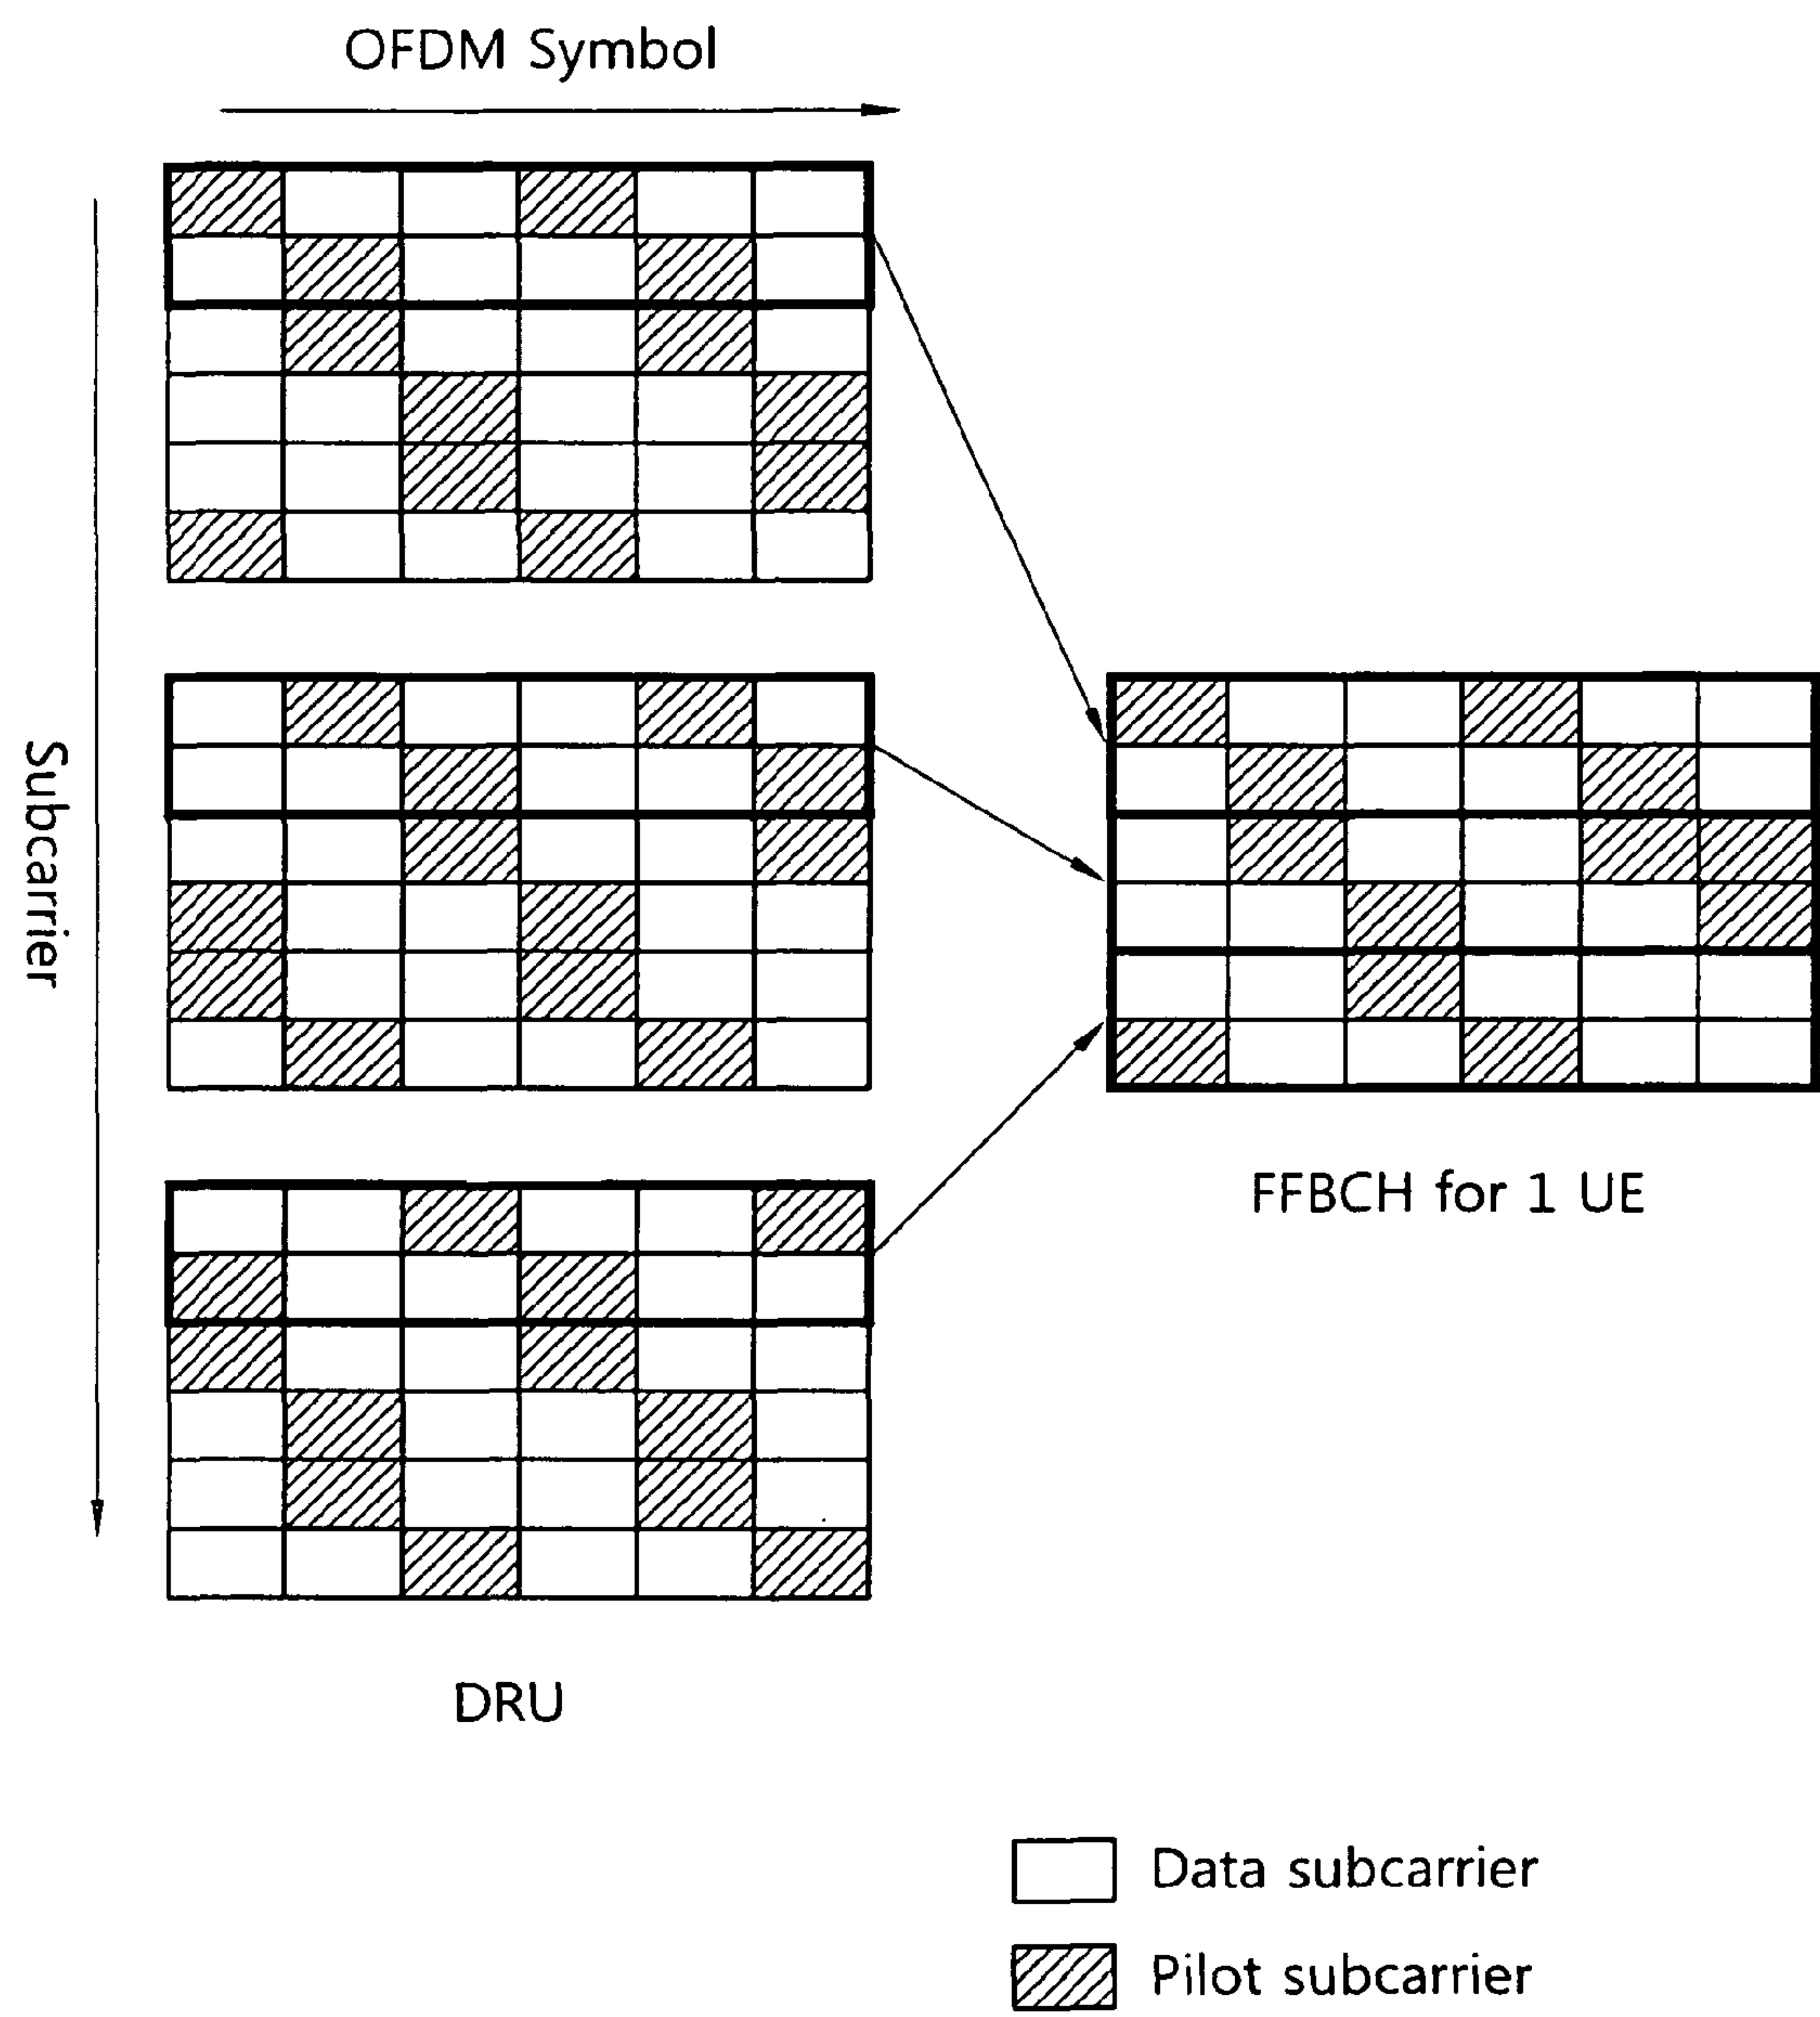 OFDM Symbol
Subcarrier
FFBCH for 1 UE
DRU
Data subcarrier
Pilot subcarrier